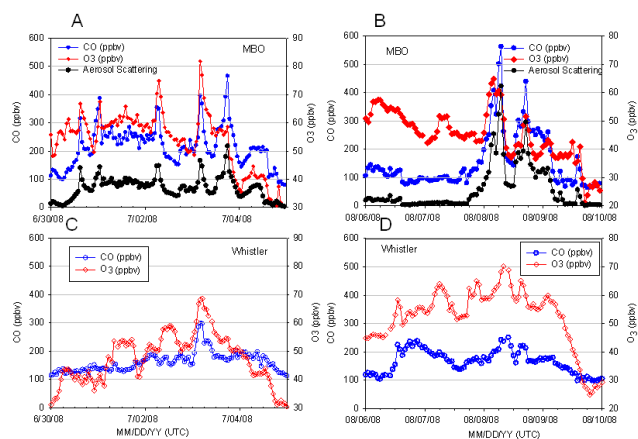 A
MBO
CO (ppbv)
O3 (ppbv)
Aerosol Scattering
CO (ppbv)
600
500
400
300
200
100
0
O3 (ppbv)
90
80
70
60
50
40
30
6/30/08
7/02/08
7/04/08
B
MBO
CO (ppbv)
O3 (ppbv)
Aerosol Scattering
CO (ppbv)
600
500
400
300
200
100
0
O3 (ppbv)
80
70
60
50
40
30
20
08/06/08
08/07/08
08/08/08
08/09/08
08/10/08
C
Whistler
CO (ppbv)
O3 (ppbv)
CO (ppbv)
600
500
400
300
200
100
0
O3 (ppbv)
90
80
70
60
50
40
30
6/30/08
7/02/08
7/04/08
MM/DD/YY (UTC)
D
Whistler
CO (ppbv)
O3 (ppbv)
CO (ppbv)
600
500
400
300
200
100
0
O3 (ppbv)
80
70
60
50
40
30
20
08/06/08
08/07/08
08/08/08
08/09/08
08/10/08
MM/DD/YY (UTC)